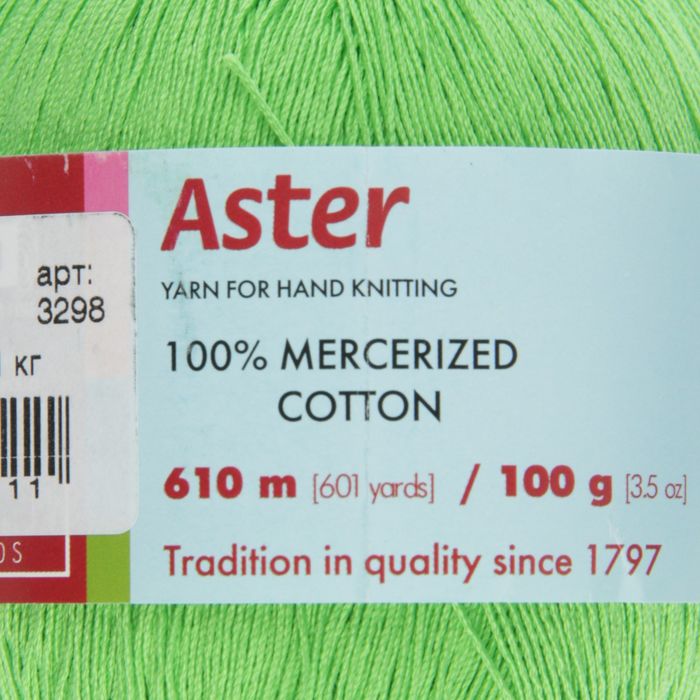 Aster
YARN FOR HAND KNITTING
100% MERCERIZED
COTTON
610 m [601 yards] / 100 g [3.5 oz]
Tradition in quality since 1797
арт:
3298
кг
11